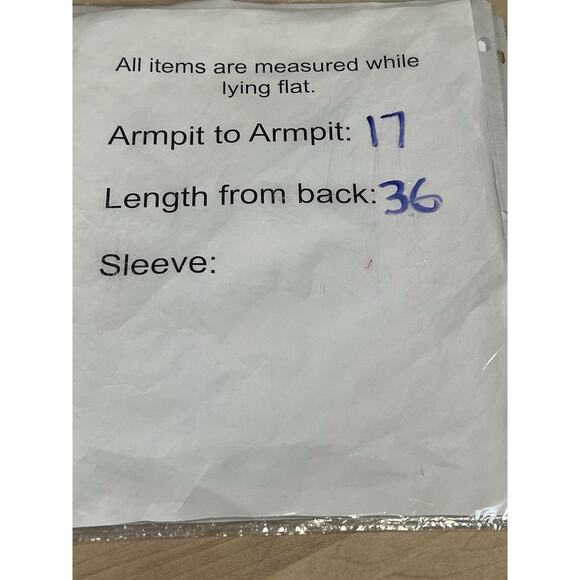 All items are measured while
lying flat.
Armpit to Armpit: 17
Length from back: 36
Sleeve: